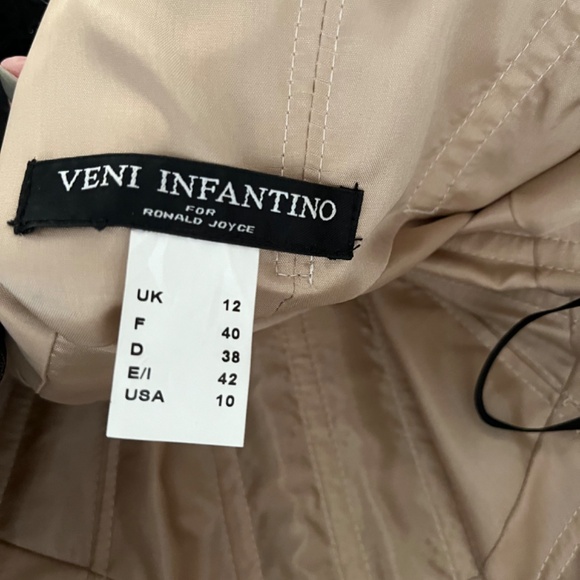 VENI INFANTINO
FOR
RONALD JOYCE
UK 12
F 40
D 38
E/I 42
USA 10